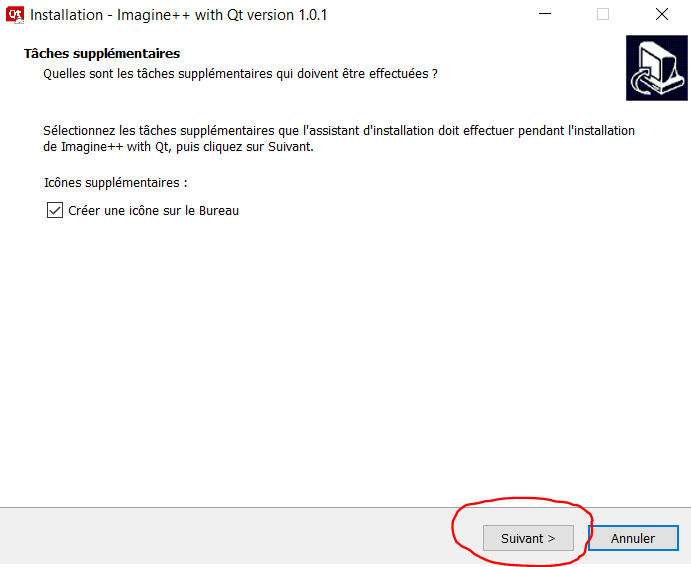 Qt Installation - Imagine++ with Qt version 1.0.1
Tâches supplémentaires
Quelles sont les tâches supplémentaires qui doivent être effectuées ?
Sélectionnez les tâches supplémentaires que l'assistant d'installation doit effectuer pendant l'installation
de Imagine++ with Qt, puis cliquez sur Suivant.
Icônes supplémentaires :
Créer une icône sur le Bureau
Suivant > Annuler